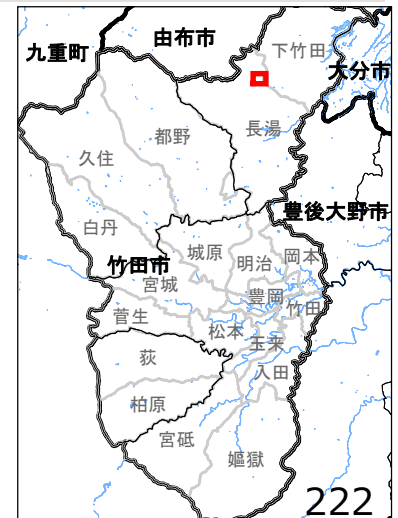 由布市
下竹田
九重町
大分市
長湯
都野
久住
豊後大野市
白丹
城原
岡本
竹田市
明治
宮城
豊岡
竹田
菅生
松本
玉来
荻
入田
柏原
宮砥
嫗獄
222